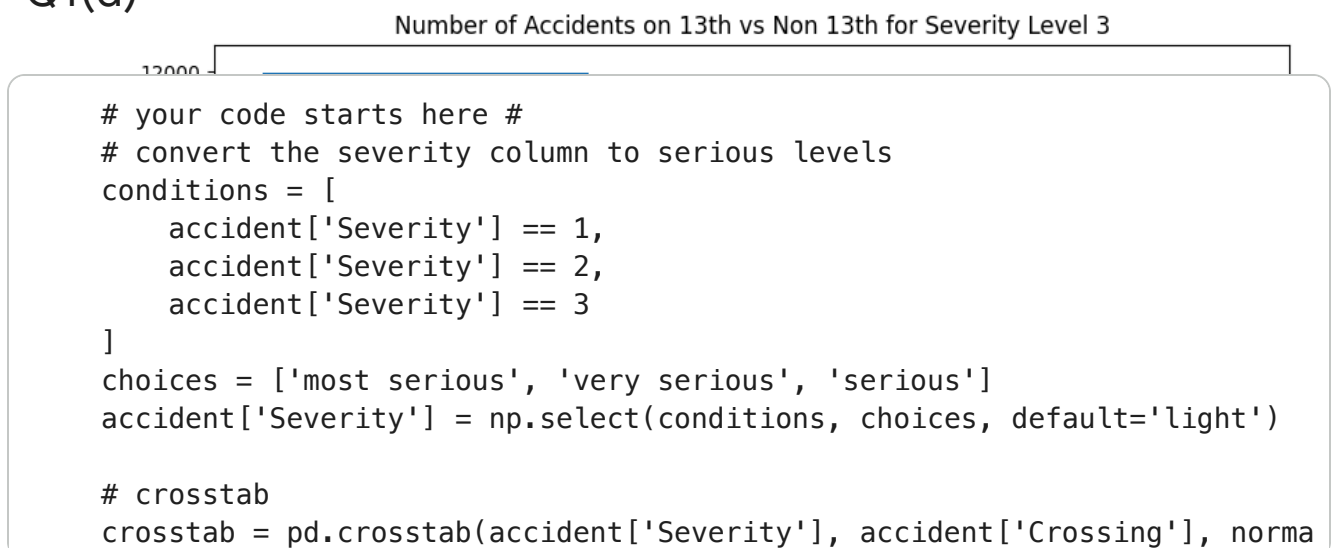 Number of Accidents on 13th vs Non 13th for Severity Level 3
12000
# your code starts here #
# convert the severity column to serious levels
conditions = [
    accident['Severity'] == 1,
    accident['Severity'] == 2,
    accident['Severity'] == 3
]
choices = ['most serious', 'very serious', 'serious']
accident['Severity'] = np.select(conditions, choices, default='light')
# crosstab
crosstab = pd.crosstab(accident['Severity'], accident['Crossing'], norma